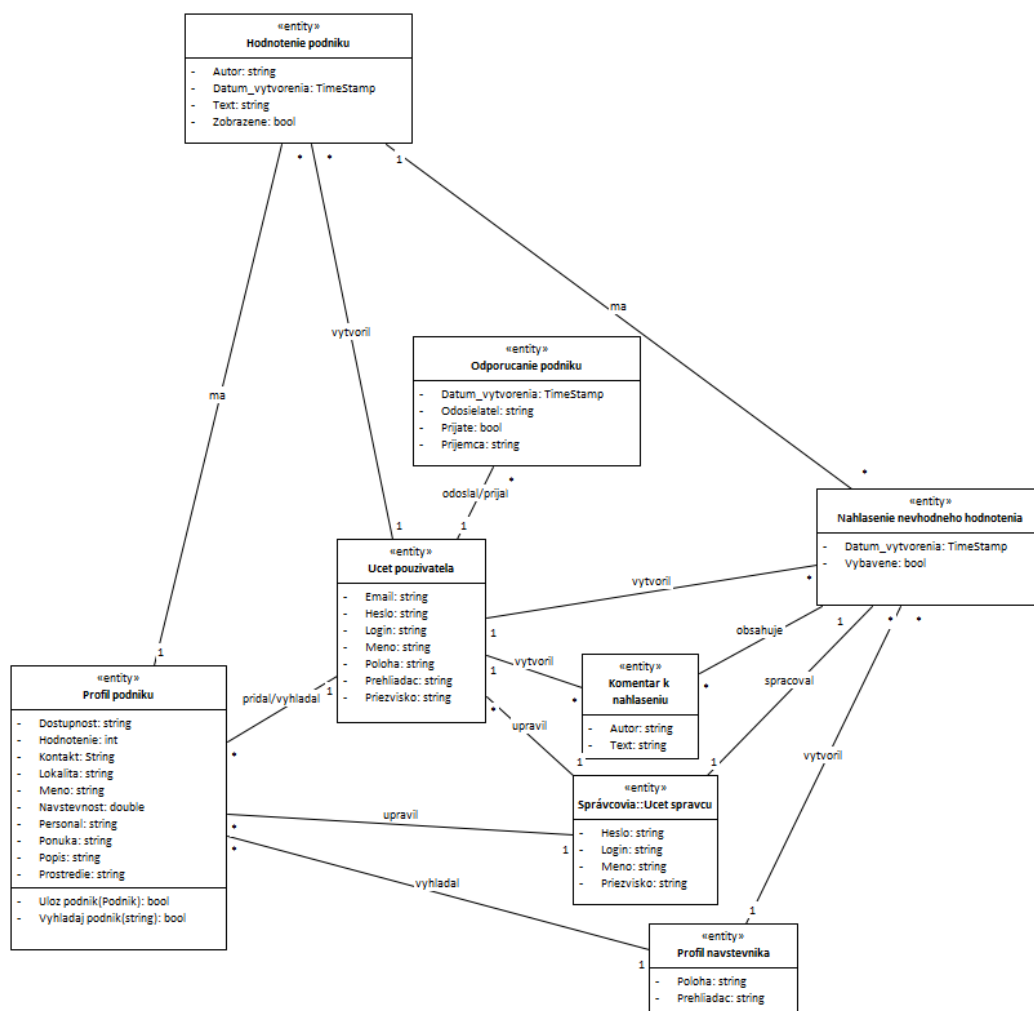 «entity»
Hodnotenie podniku
- Autor: string
- Datum_vytvorenia: TimeStamp
- Text: string
- Zobrazene: bool
* *
1
ma
vytvoril
ma
«entity»
Odporucanie podniku
- Datum_vytvorenia: TimeStamp
- Odosielatel: string
- Prijate: bool
- Prijemca: string
*
odoslal/prijal
1
1
*
«entity»
Nahlasenie nevhodneho hodnotenia
- Datum_vytvorenia: TimeStamp
- Vybavene: bool
«entity»
Ucet pouzivatela
- Email: string
- Heslo: string
- Login: string
- Meno: string
- Poloha: string
- Prehliadac: string
- Priezvisko: string
vytvoril
1
*
vytvoril
1
*
obsahuje
*
1
spracoval
1
* *
vytvoril
1
«entity»
Komentar k
nahlaseniu
- Autor: string
- Text: string
*
upravil
1
1
«entity»
Profil podniku
- Dostupnost: string
- Hodnotenie: int
- Kontakt: String
- Lokalita: string
- Meno: string
- Navstevnost: double
- Personal: string
- Ponuka: string
- Popis: string
- Prostredie: string
- Uloz podnik(Podnik): bool
- Vyhladaj podnik(string): bool
pridal/vyhladal
1
*
upravil
*
1
*
vyhladal
1
«entity»
Správcovia::Ucet spravcu
- Heslo: string
- Login: string
- Meno: string
- Priezvisko: string
«entity»
Profil navstevnika
- Poloha: string
- Prehliadac: string